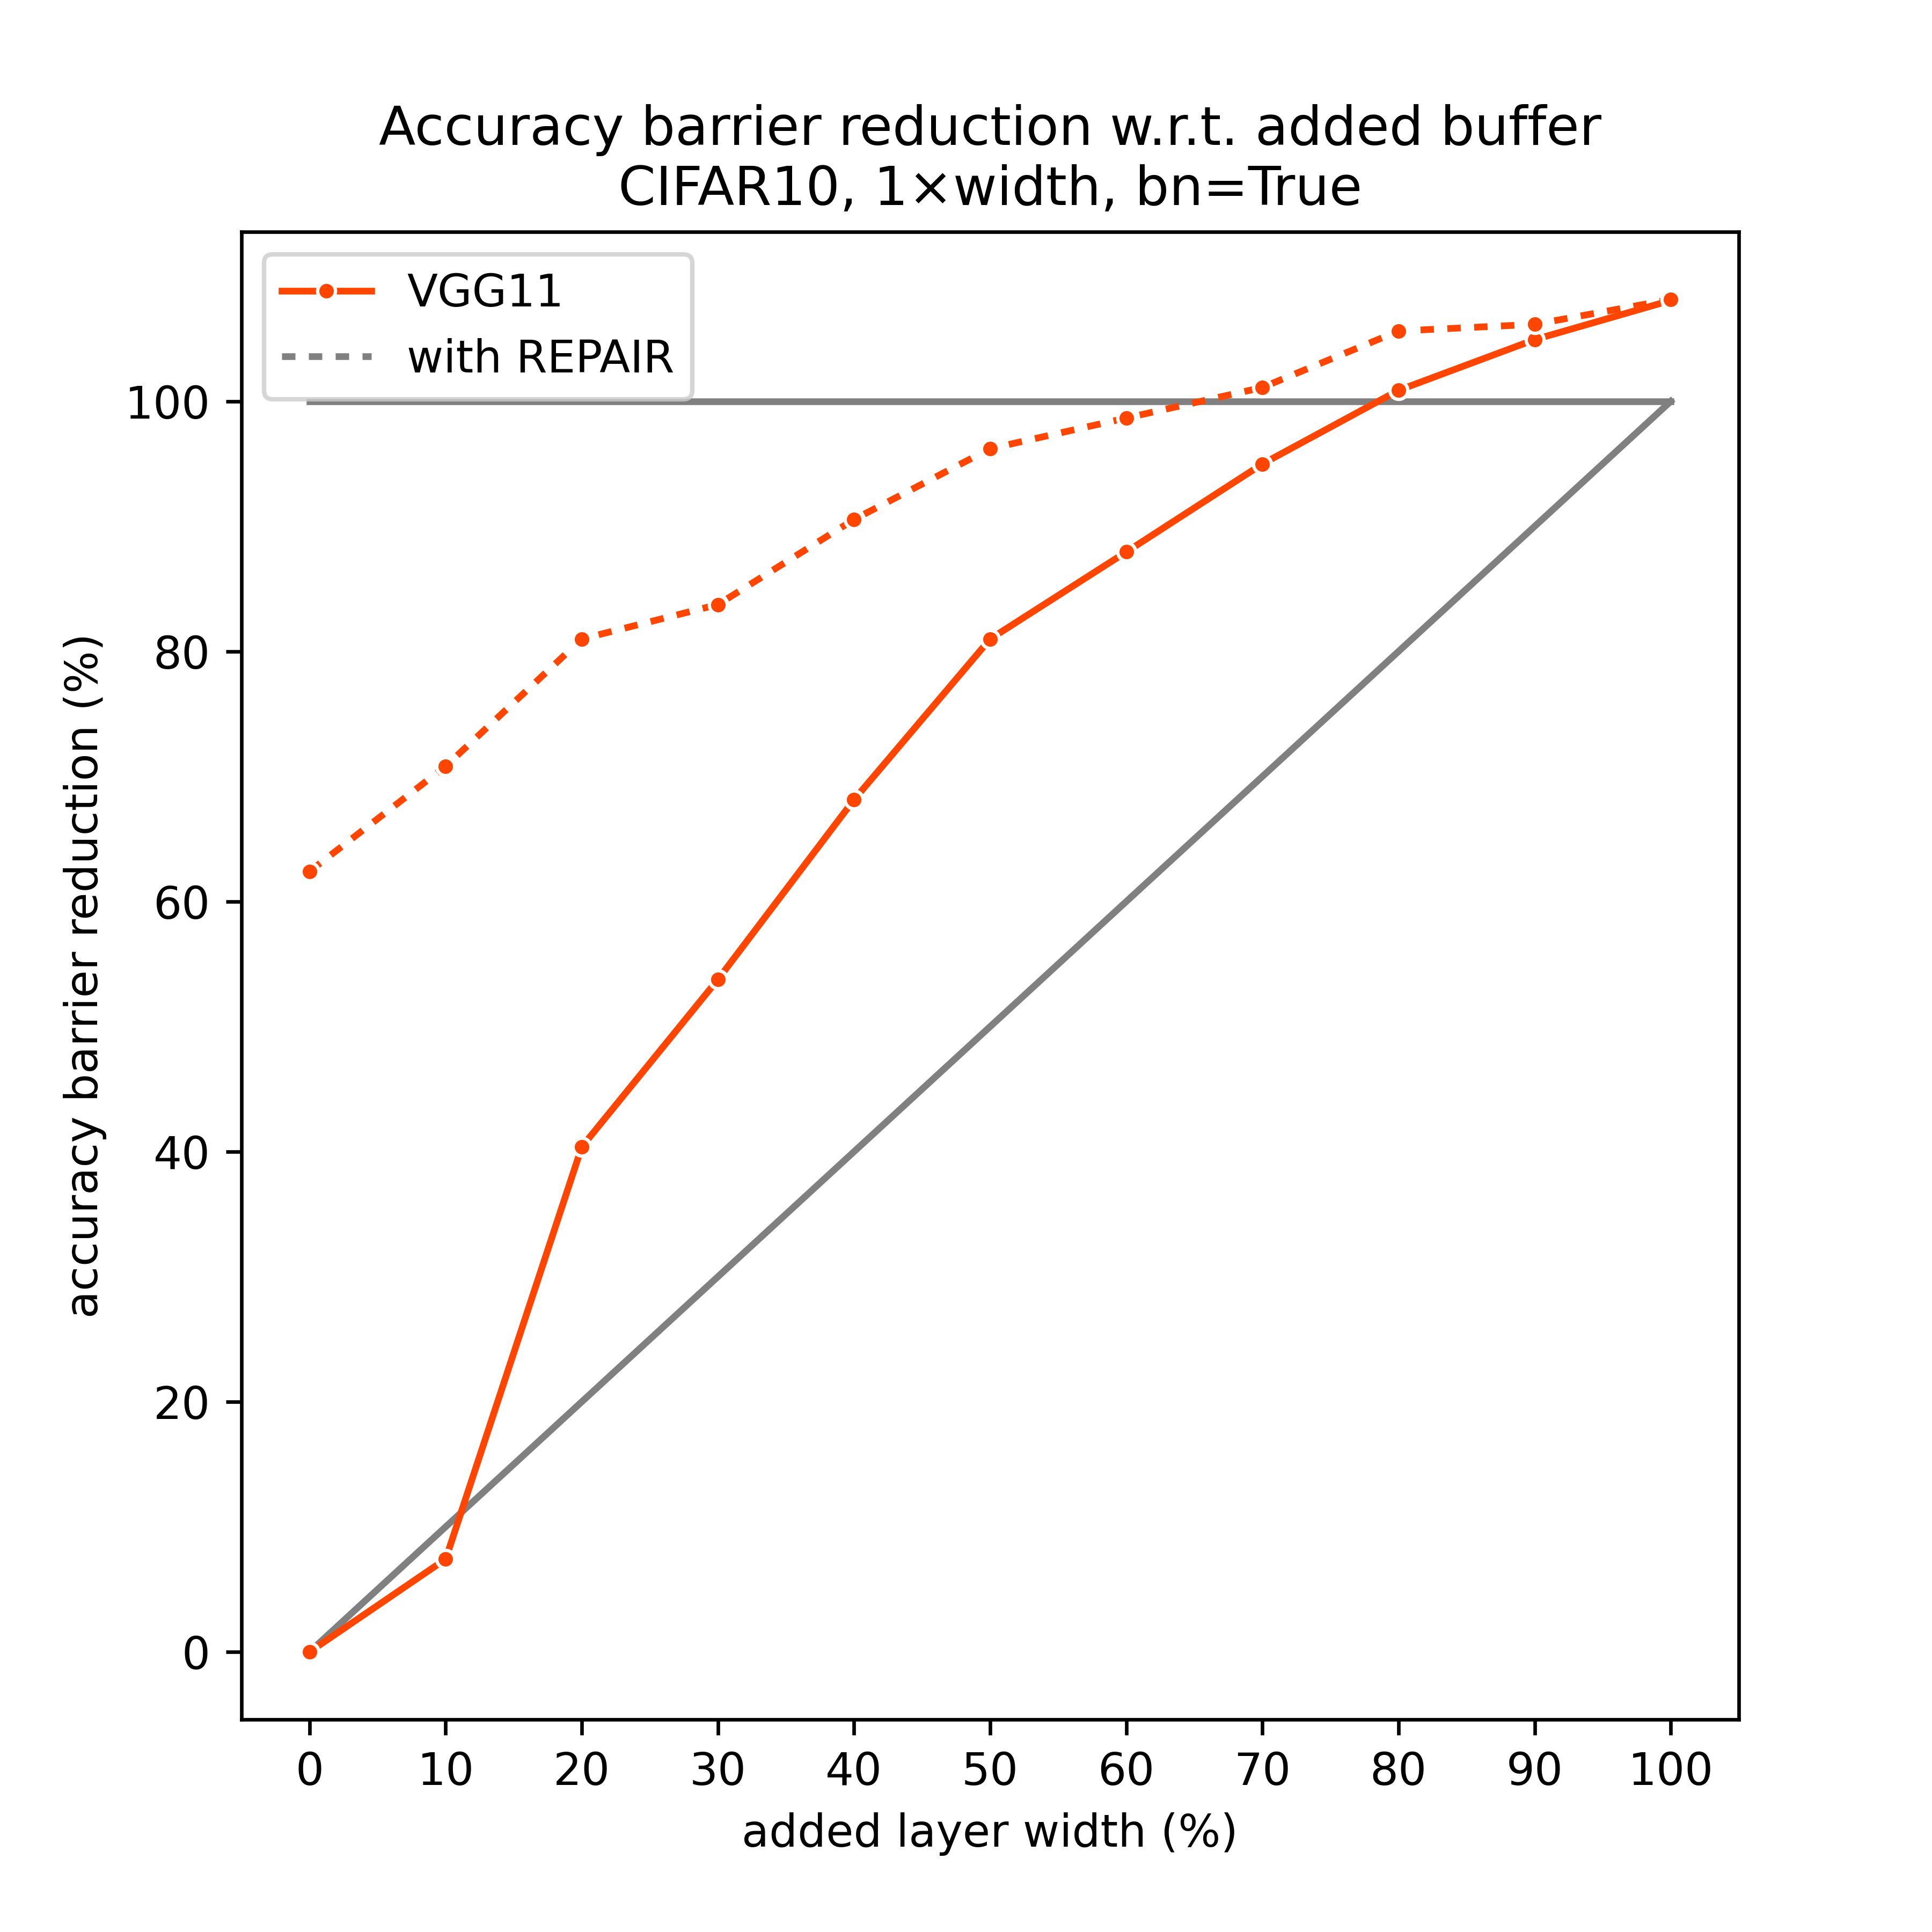 Accuracy barrier reduction w.r.t. added buffer
CIFAR10, 1×width, bn=True
VGG11
with REPAIR
accuracy barrier reduction (%)
100
80
60
40
20
0
0 10 20 30 40 50 60 70 80 90 100
added layer width (%)